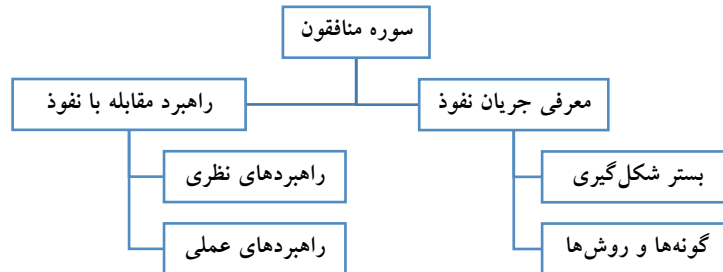 سوره منافقون
معرفی جریان نفوذ
راهبرد مقابله با نفوذ
بستر شکل‌گیری
راهبردهای نظری
گونه‌ها و روش‌ها
راهبردهای عملی